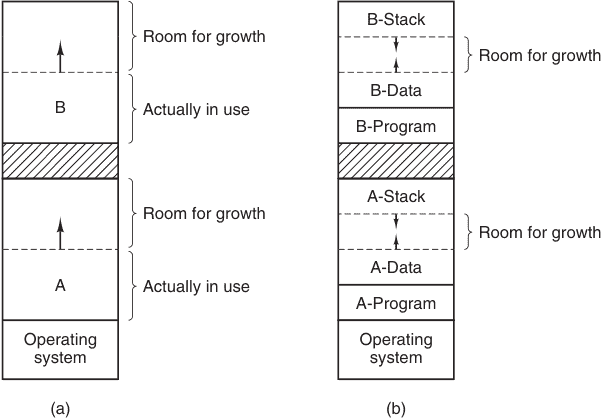 Room for growth
B
Actually in use
Room for growth
A
Actually in use
Operating
system
(a)
B-Stack
Room for growth
B-Data
B-Program
A-Stack
Room for growth
A-Data
A-Program
Operating
system
(b)